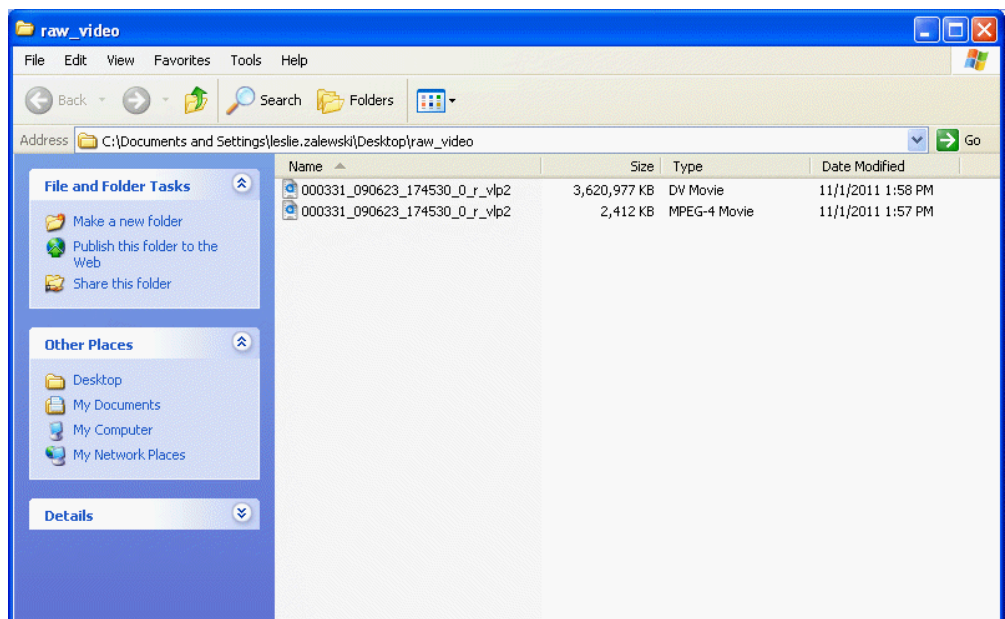 raw_video
File Edit View Favorites Tools Help
Back Search Folders
Address C:\Documents and Settings\leslie.zalewski\Desktop\raw_video Go
File and Folder Tasks
Make a new folder
Publish this folder to the
Web
Share this folder
Other Places
Desktop
My Documents
My Computer
My Network Places
Details
Name Size Type Date Modified
000331_090623_174530_0_r_vlp2 3,620,977 KB DV Movie 11/1/2011 1:58 PM
000331_090623_174530_0_r_vlp2 2,412 KB MPEG-4 Movie 11/1/2011 1:57 PM